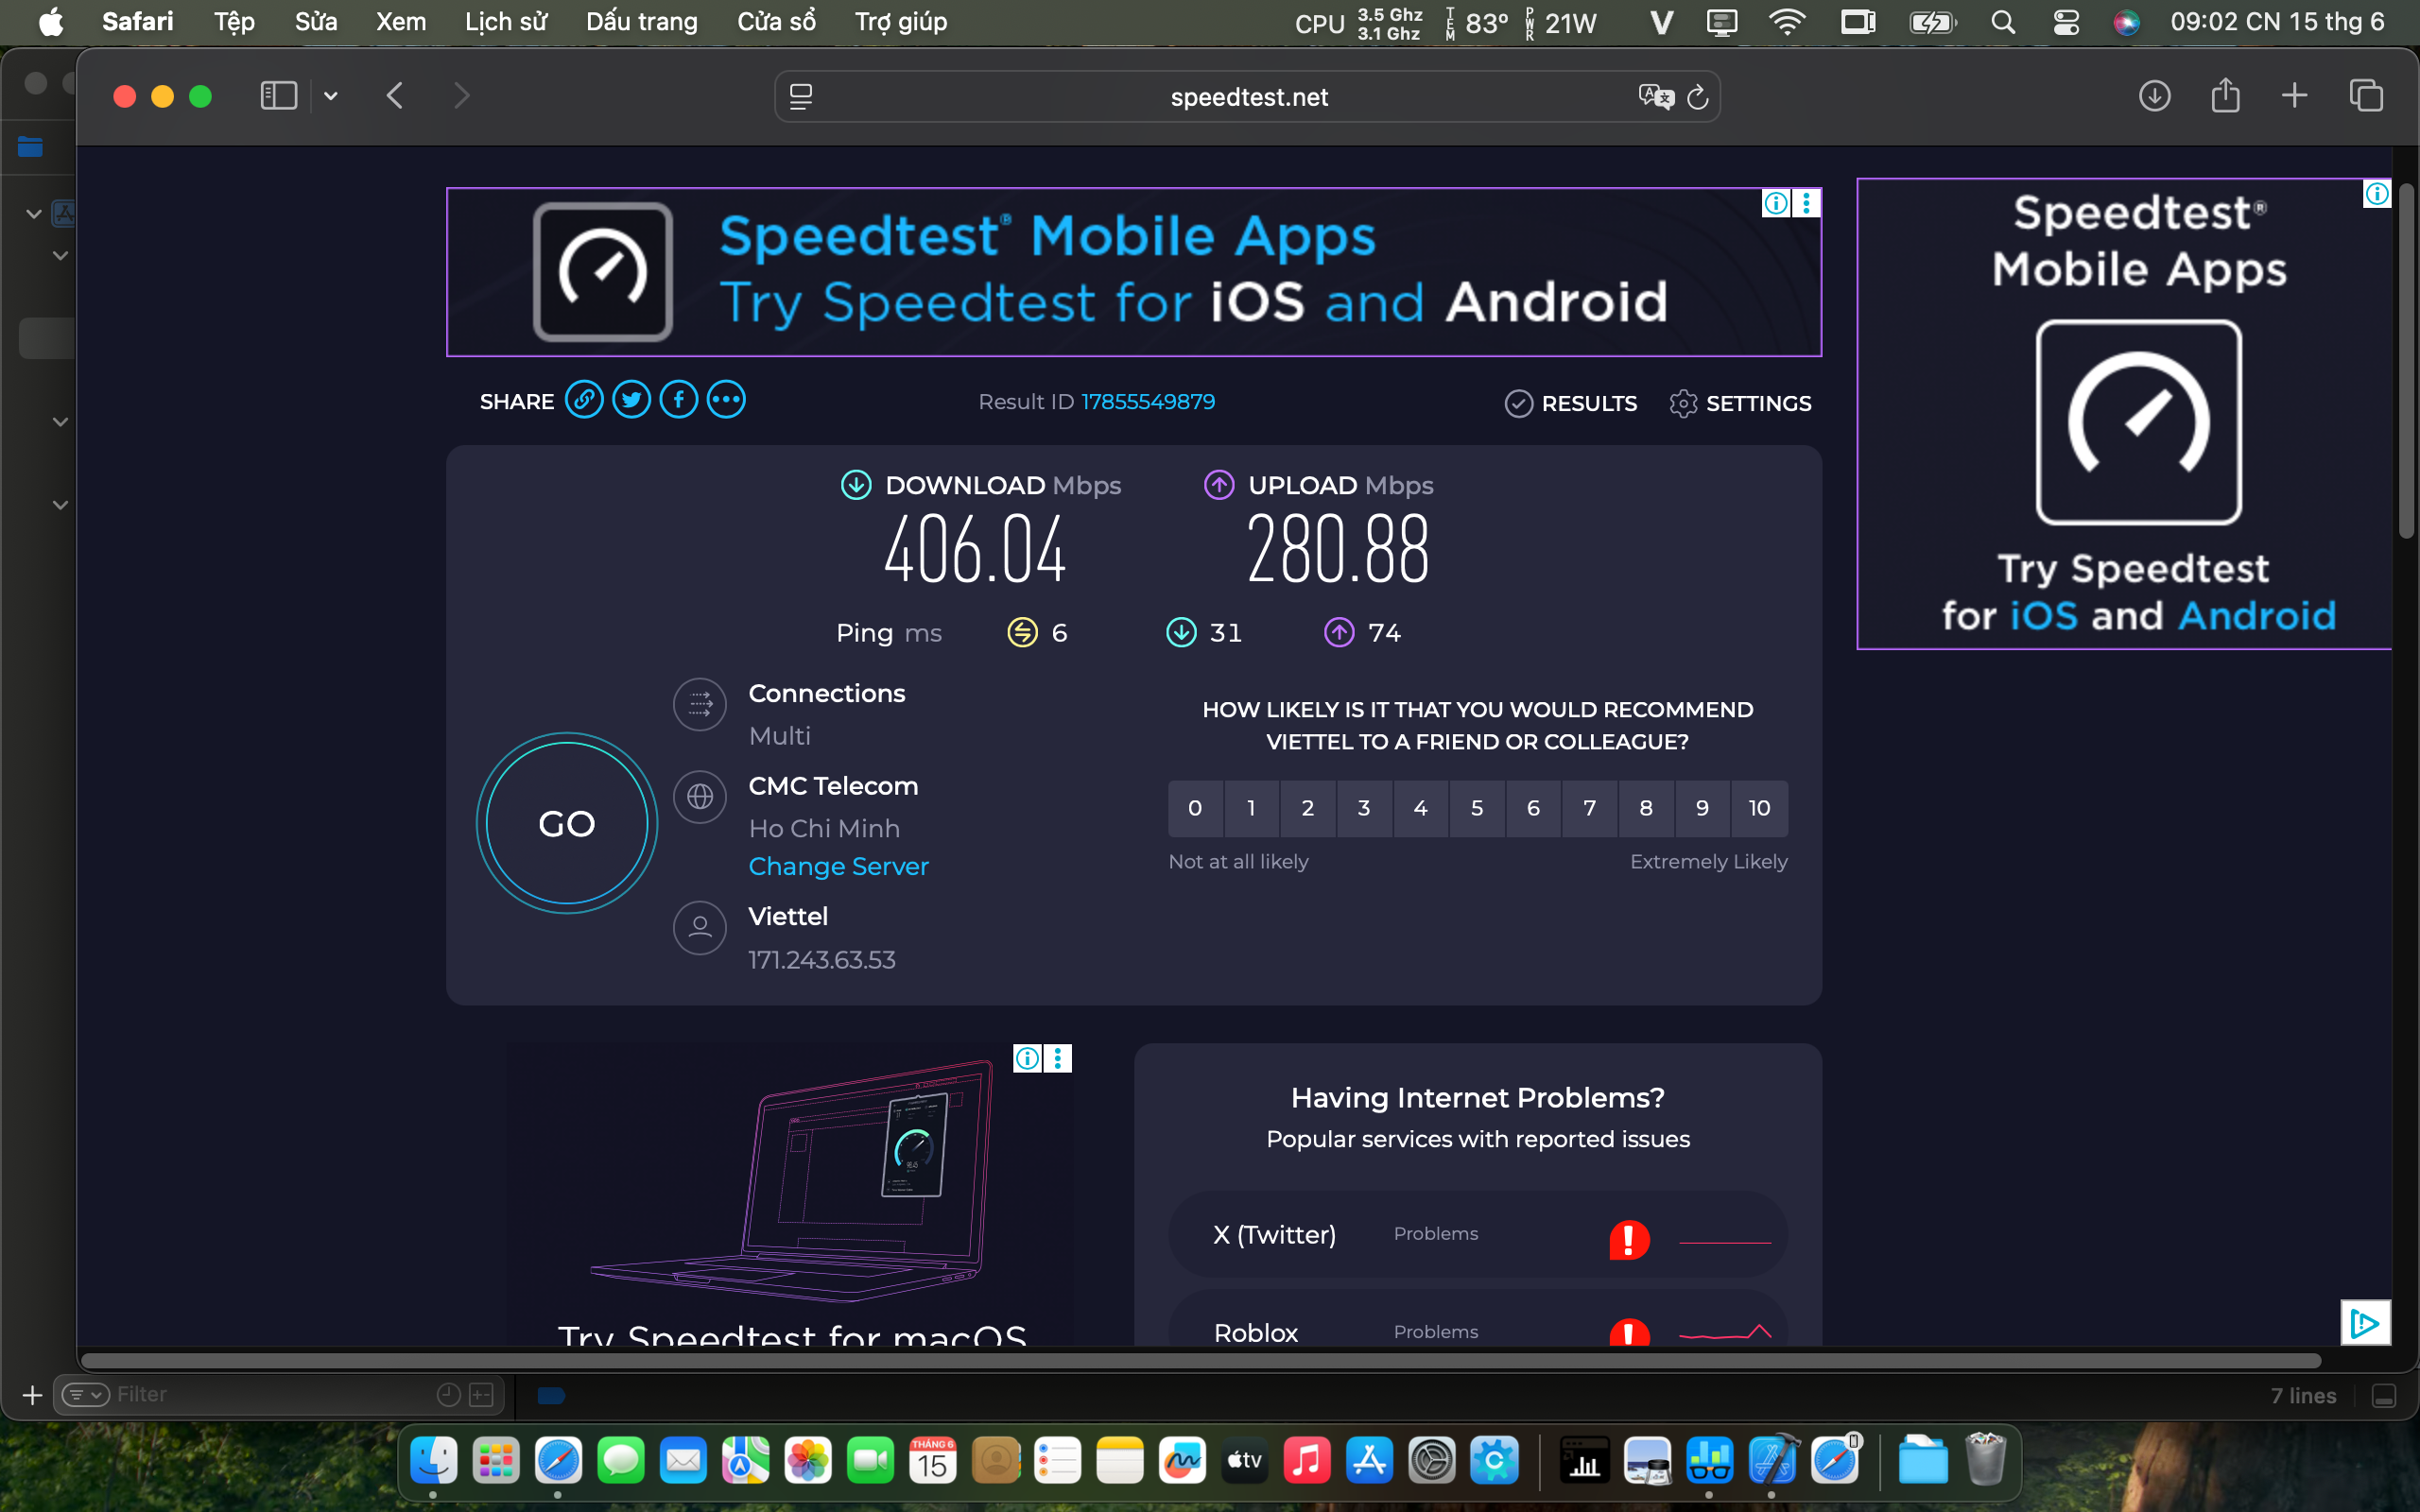 Safari Tệp Sửa Xem Lịch sử Dấu trang Cửa sổ Trợ giúp CPU 3.5 Ghz 3.1 Ghz TEM 83° PWR 21W V 09:02 CN 15 thg 6
speedtest.net
Speedtest® Mobile Apps
Try Speedtest for iOS and Android
Speedtest®
Mobile Apps
Try Speedtest
for iOS and Android
SHARE Result ID 17855549879 RESULTS SETTINGS
DOWNLOAD Mbps UPLOAD Mbps
406.04 280.88
Ping ms 6 31 74
Connections
Multi
CMC Telecom
Ho Chi Minh
Change Server
Viettel
171.243.63.53
GO
HOW LIKELY IS IT THAT YOU WOULD RECOMMEND
VIETTEL TO A FRIEND OR COLLEAGUE?
0 1 2 3 4 5 6 7 8 9 10
Not at all likely Extremely Likely
Try Speedtest for macOS
Having Internet Problems?
Popular services with reported issues
X (Twitter) Problems
Roblox Problems
Filter 7 lines
THÁNG 6
15
tv